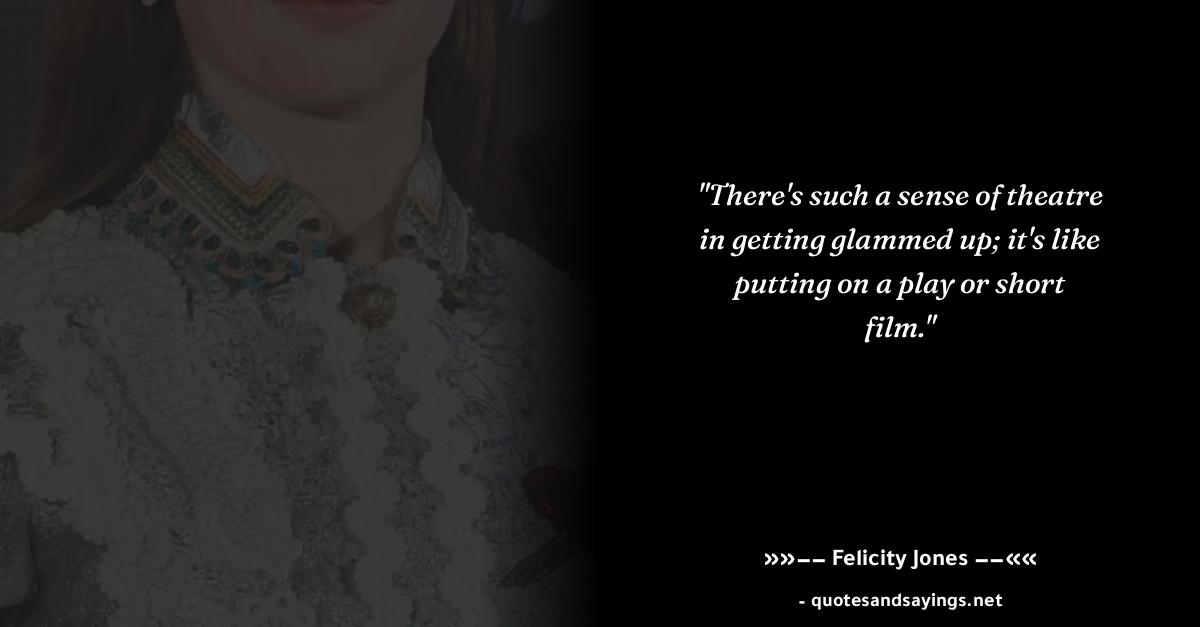 "There's such a sense of theatre
in getting glammed up; it's like
putting on a play or short
film."
»»−− Felicity Jones −−««
- quotesandsayings.net